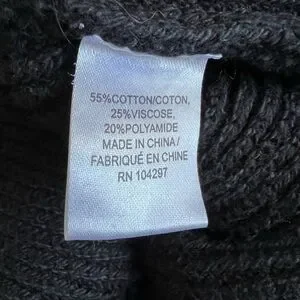 55%COTTON/COTON,
25%VISCOSE,
20%POLYAMIDE
MADE IN CHINA/
FABRIQUÉ EN CHINE
RN 104297